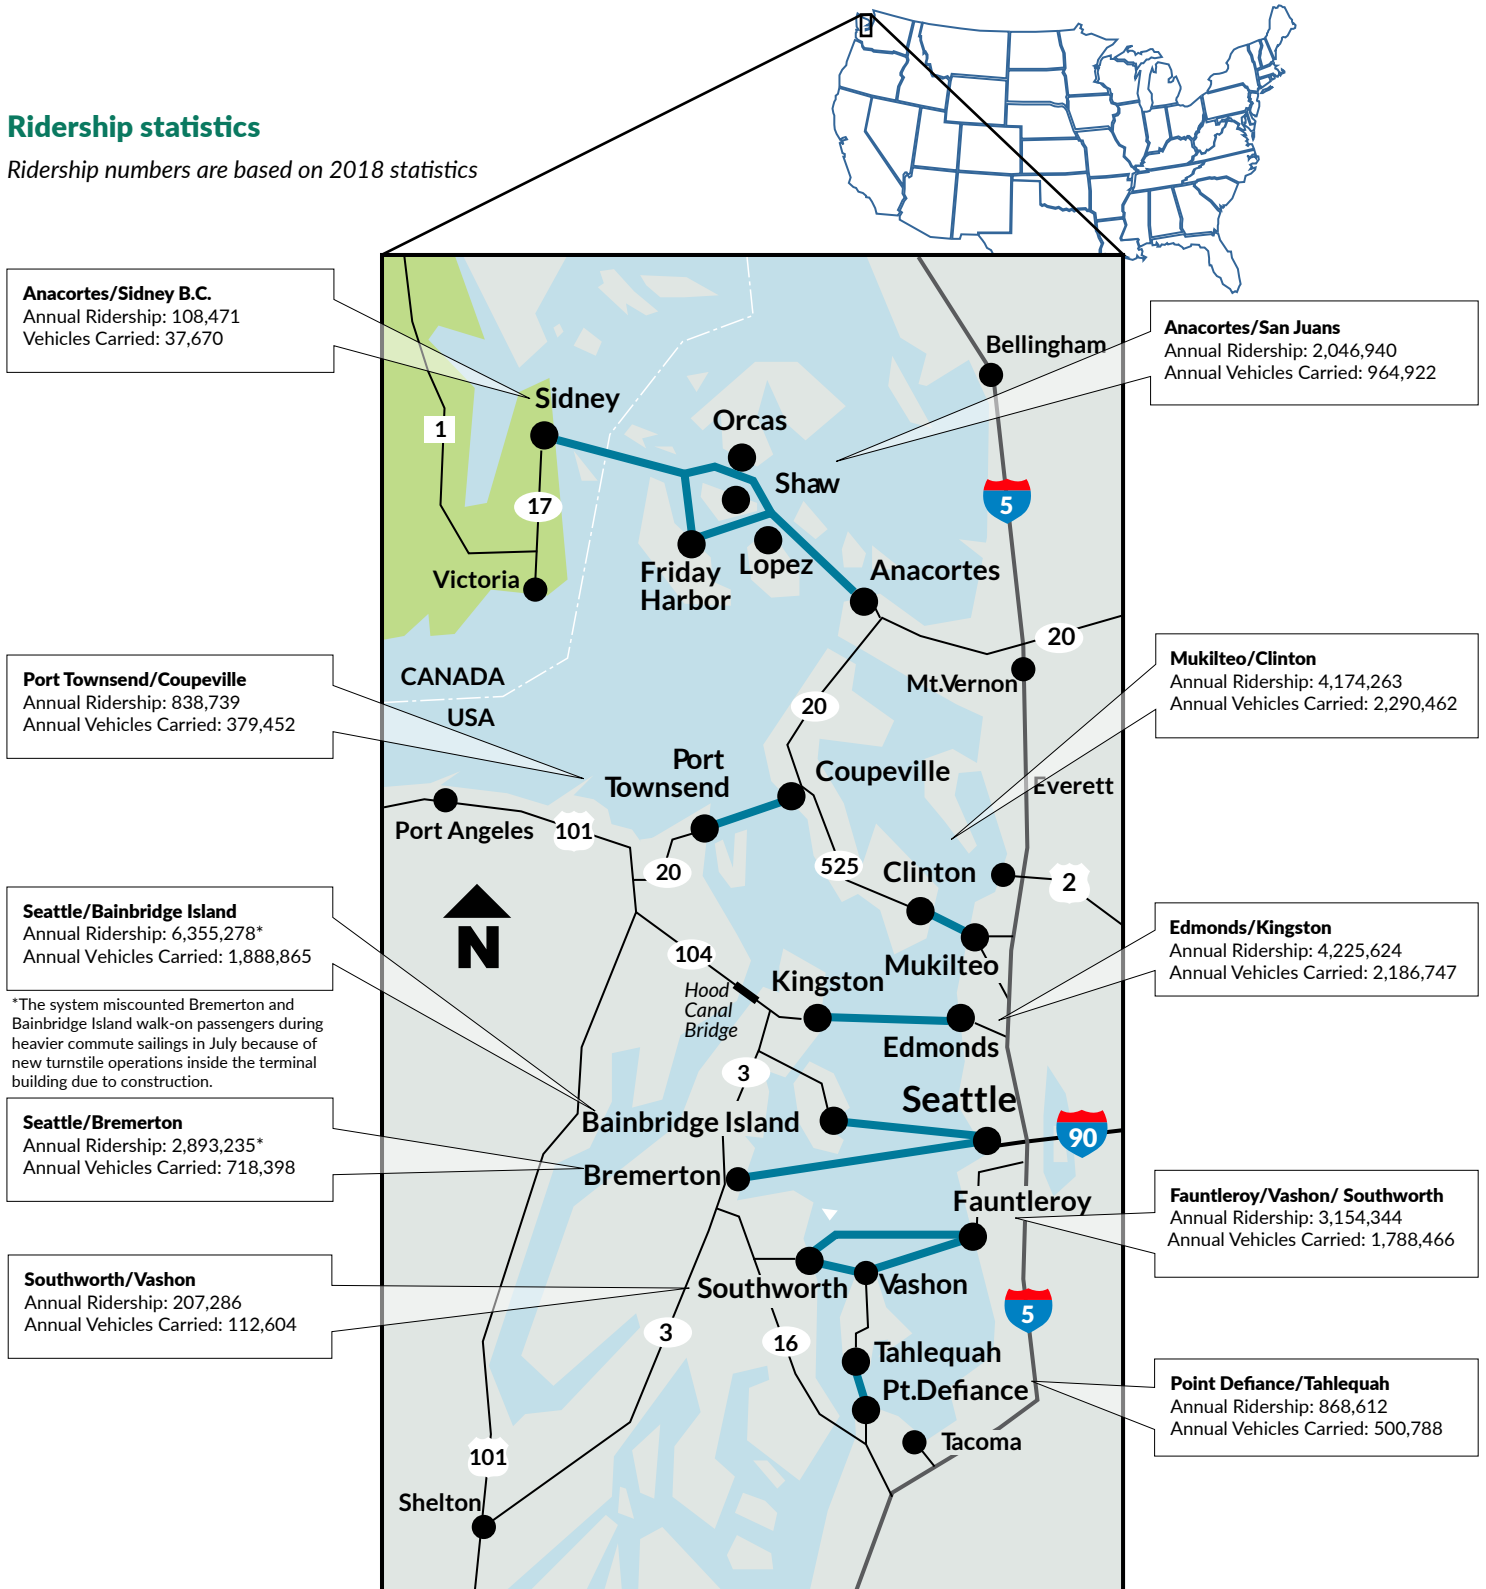 Ridership statistics
Ridership numbers are based on 2018 statistics
Anacortes/Sidney B.C.
Annual Ridership: 108,471
Vehicles Carried: 37,670
Anacortes/San Juans
Annual Ridership: 2,046,940
Annual Vehicles Carried: 964,922
Port Townsend/Coupeville
Annual Ridership: 838,739
Annual Vehicles Carried: 379,452
Mukilteo/Clinton
Annual Ridership: 4,174,263
Annual Vehicles Carried: 2,290,462
Seattle/Bainbridge Island
Annual Ridership: 6,355,278*
Annual Vehicles Carried: 1,888,865
*The system miscounted Bremerton and
Bainbridge Island walk-on passengers during
heavier commute sailings in July because of
new turnstile operations inside the terminal
building due to construction.
Edmonds/Kingston
Annual Ridership: 4,225,624
Annual Vehicles Carried: 2,186,747
Seattle/Bremerton
Annual Ridership: 2,893,235*
Annual Vehicles Carried: 718,398
Fauntleroy/Vashon/ Southworth
Annual Ridership: 3,154,344
Annual Vehicles Carried: 1,788,466
Southworth/Vashon
Annual Ridership: 207,286
Annual Vehicles Carried: 112,604
Point Defiance/Tahlequah
Annual Ridership: 868,612
Annual Vehicles Carried: 500,788
Bellingham
Sidney
Orcas
1
Shaw
17
5
Friday
Harbor
Lopez
Anacortes
Victoria
20
CANADA
Mt.Vernon
USA
20
Port
Townsend
Coupeville
Everett
Port Angeles
101
20
525
Clinton
2
N
104
Mukilteo
Hood
Canal
Bridge
Kingston
Edmonds
3
Seattle
Bainbridge Island
90
Bremerton
Fauntleroy
Southworth
Vashon
5
3
16
Tahlequah
Pt.Defiance
Tacoma
101
Shelton